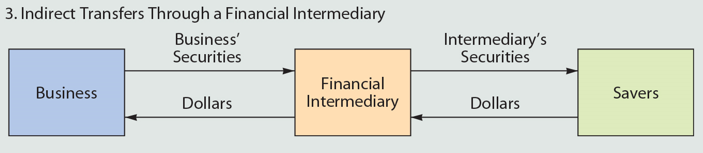 3. Indirect Transfers Through a Financial Intermediary
Business’
Securities
Intermediary’s
Securities
Business
Financial
Intermediary
Savers
Dollars
Dollars